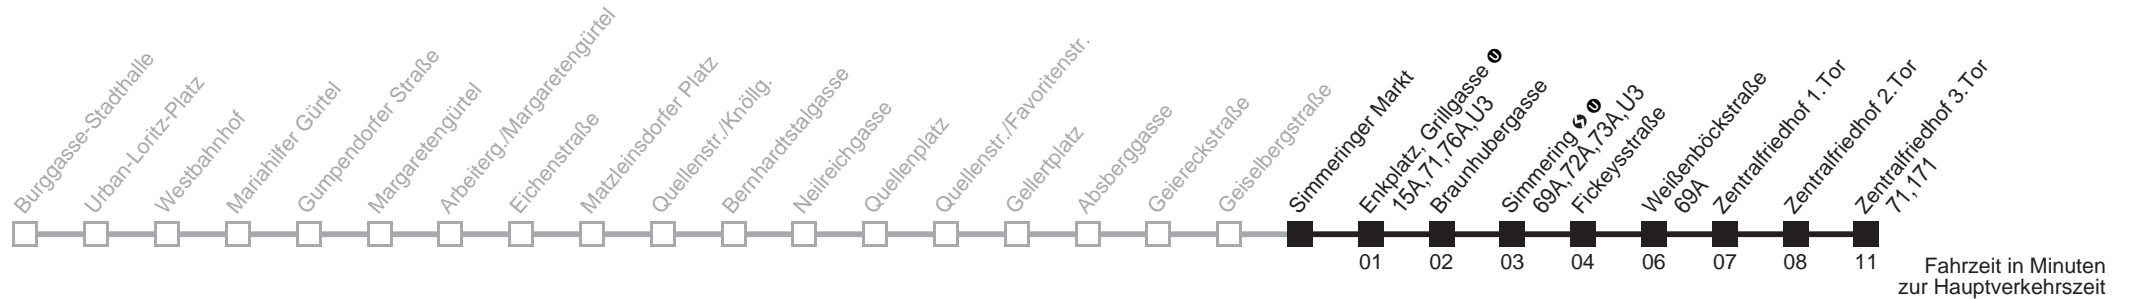 Burggasse-Stadthalle
Urban-Loritz-Platz
Westbahnhof
Mariahilfer Gürtel
Gumpendorfer Straße
Margaretengürtel
Arbeiterg./Margaretengürtel
Eichenstraße
Matzleinsdorfer Platz
Quellenstr./Knöllg.
Bernhardtstalgasse
Neilreichgasse
Quellenplatz
Quellenstr./Favoritenstr.
Gellertplatz
Absberggasse
Geiereckstraße
Geiselbergstraße
Simmeringer Markt
Enkplatz, Grillgasse U
15A,71,76A,U3
Braunhubergasse
Simmering S U
69A,72A,73A,U3
Fickeysstraße
Weißenböckstraße
69A
Zentralfriedhof 1.Tor
Zentralfriedhof 2.Tor
Zentralfriedhof 3.Tor
71,171
01 02 03 04 06 07 08 11
Fahrzeit in Minuten
zur Hauptverkehrszeit